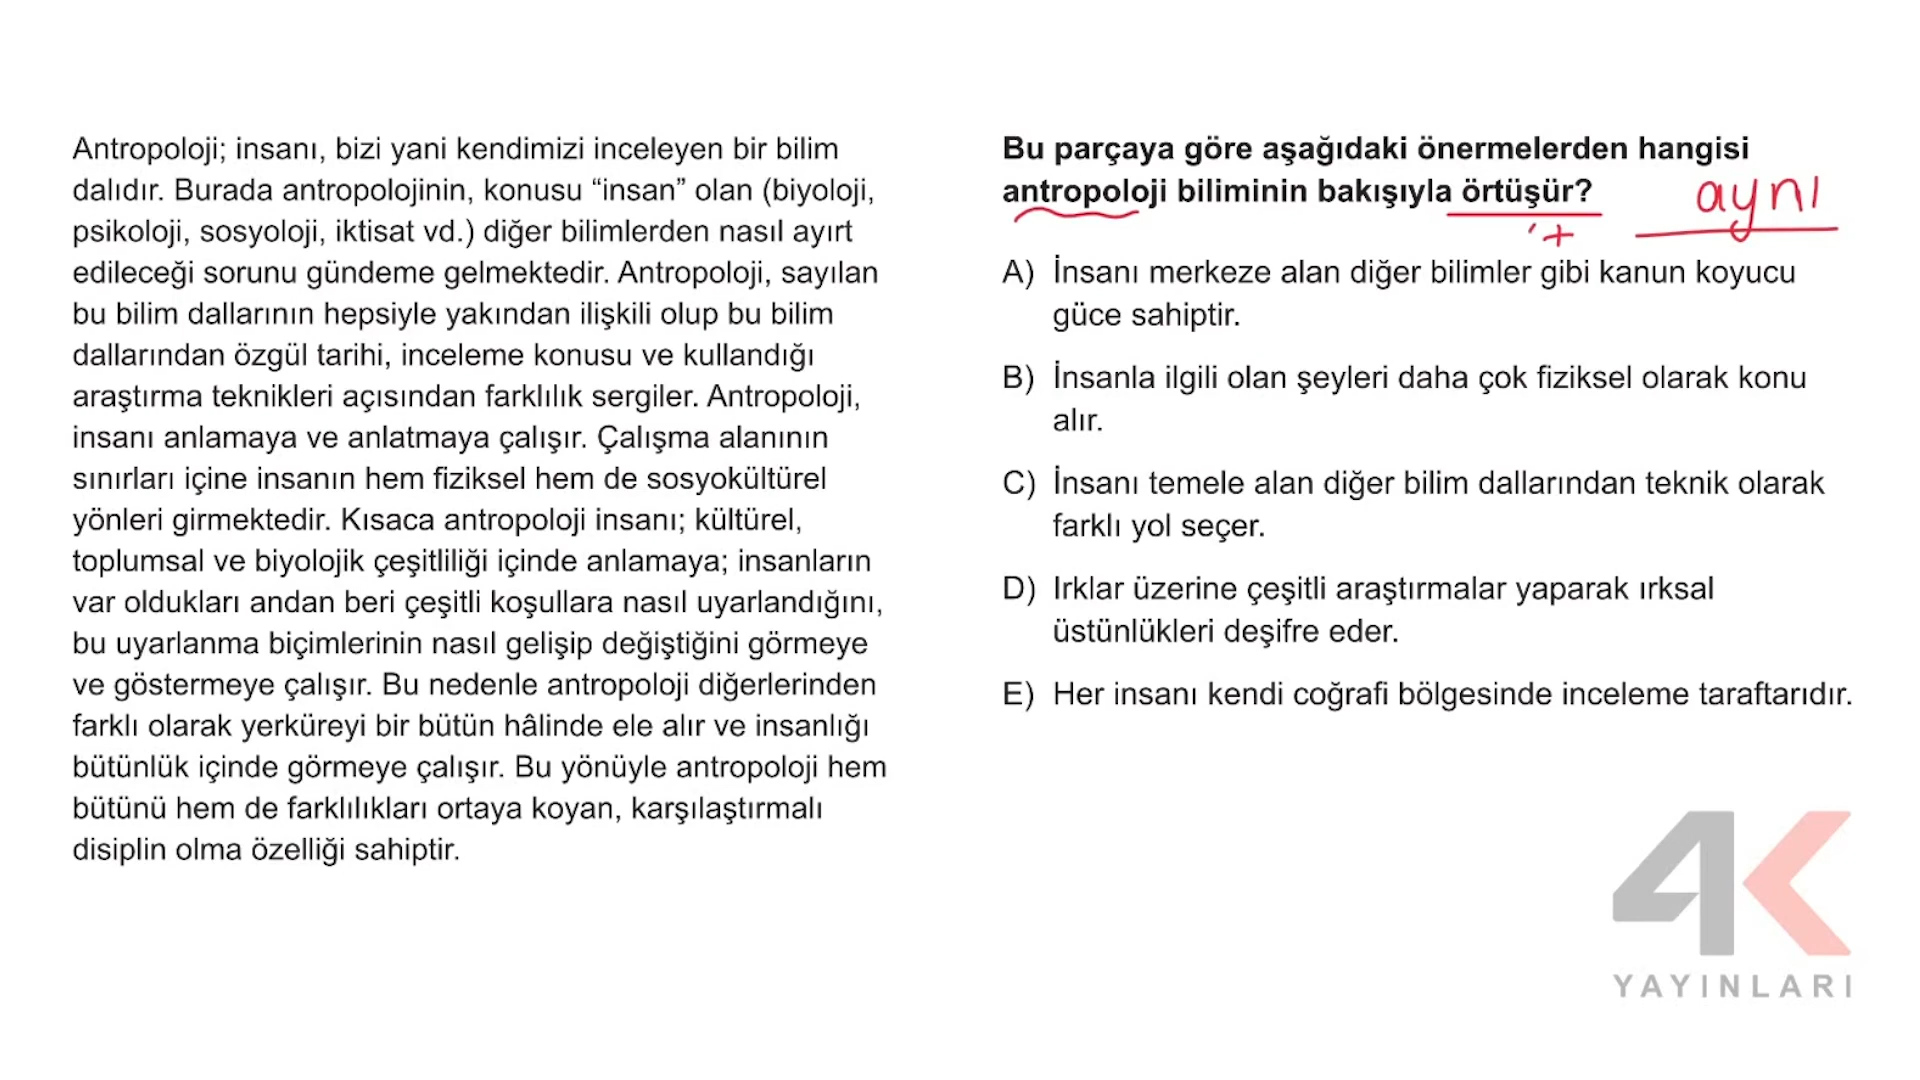 Antropoloji; insanı, bizi yani kendimizi inceleyen bir bilim
dalıdır. Burada antropolojinin, konusu “insan” olan (biyoloji,
psikoloji, sosyoloji, iktisat vd.) diğer bilimlerden nasıl ayırt
edileceği sorunu gündeme gelmektedir. Antropoloji, sayılan
bu bilim dallarının hepsiyle yakından ilişkili olup bu bilim
dallarından özgül tarihi, inceleme konusu ve kullandığı
araştırma teknikleri açısından farklılık sergiler. Antropoloji,
insanı anlamaya ve anlatmaya çalışır. Çalışma alanının
sınırları içine insanın hem fiziksel hem de sosyokültürel
yönleri girmektedir. Kısaca antropoloji insanı; kültürel,
toplumsal ve biyolojik çeşitliliği içinde anlamaya; insanların
var oldukları andan beri çeşitli koşullara nasıl uyarlandığını,
bu uyarlanma biçimlerinin nasıl gelişip değiştiğini görmeye
ve göstermeye çalışır. Bu nedenle antropoloji diğerlerinden
farklı olarak yerküreyi bir bütün hâlinde ele alır ve insanlığı
bütünlük içinde görmeye çalışır. Bu yönüyle antropoloji hem
bütünü hem de farklılıkları ortaya koyan, karşılaştırmalı
disiplin olma özelliği sahiptir.
Bu parçaya göre aşağıdaki önermelerden hangisi
antropoloji biliminin bakışıyla örtüşür?
aynı
+
A) İnsanı merkeze alan diğer bilimler gibi kanun koyucu
güce sahiptir.
B) İnsanla ilgili olan şeyleri daha çok fiziksel olarak konu
alır.
C) İnsanı temele alan diğer bilim dallarından teknik olarak
farklı yol seçer.
D) Irklar üzerine çeşitli araştırmalar yaparak ırksal
üstünlükleri deşifre eder.
E) Her insanı kendi coğrafi bölgesinde inceleme taraftarıdır.
4K
YAYINLARI